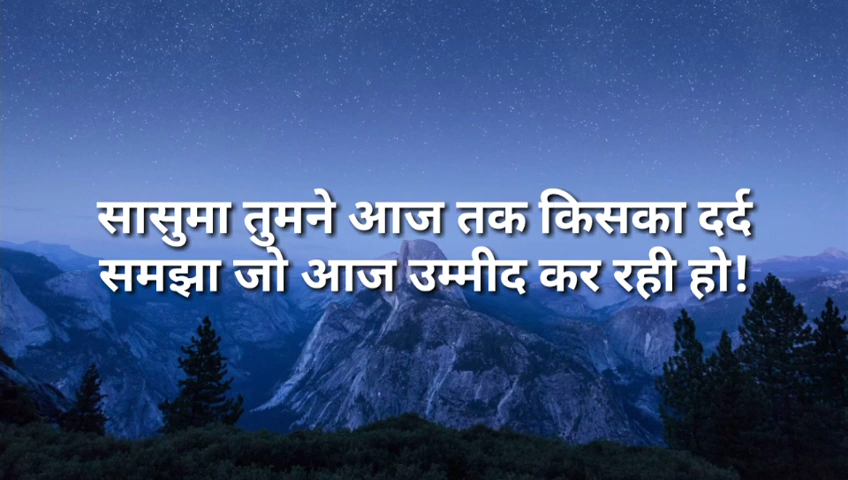 सासुमा तुमने आज तक किसका दर्द
समझा जो आज उम्मीद कर रही हो!